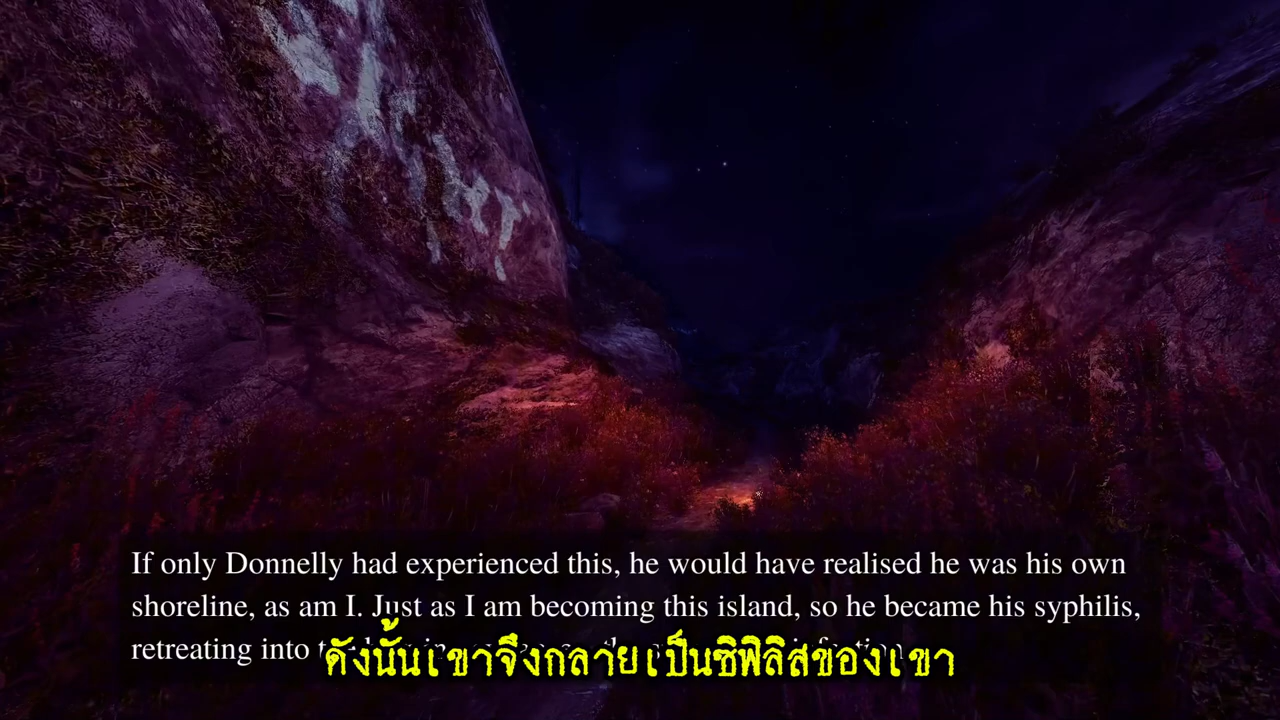 If only Donnelly had experienced this, he would have realised he was his own
shoreline, as am I. Just as I am becoming this island, so he became his syphilis,
retreating into
ดังนั้นเขาจึงกลายเป็นซิฟิลิสของเขา